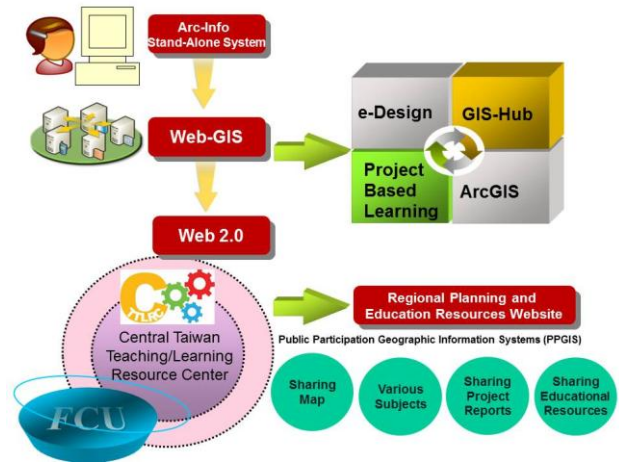 Arc-Info
Stand-Alone System
Web-GIS
e-Design
GIS-Hub
Project
Based
Learning
ArcGIS
Web 2.0
C
TTLRC
Central Taiwan
Teaching/Learning
Resource Center
FCU
Regional Planning and
Education Resources Website
Public Participation Geographic Information Systems (PPGIS)
Sharing
Map
Various
Subjects
Sharing
Project
Reports
Sharing
Educational
Resources